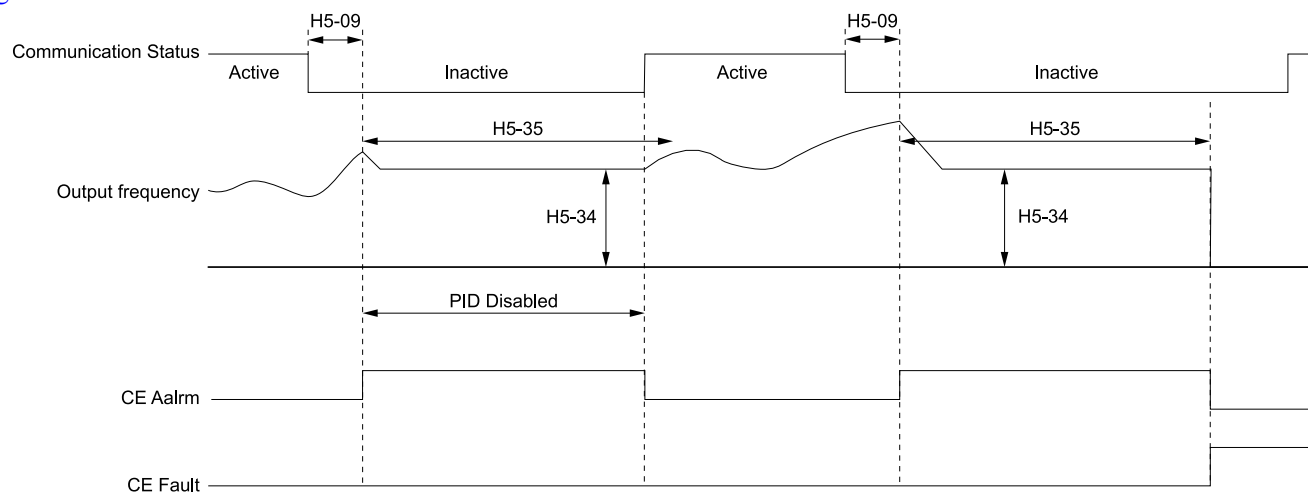 H5-09
H5-09
Communication Status
Active
Inactive
Active
Inactive
H5-35
H5-35
Output frequency
H5-34
H5-34
PID Disabled
CE Aalrm
CE Fault